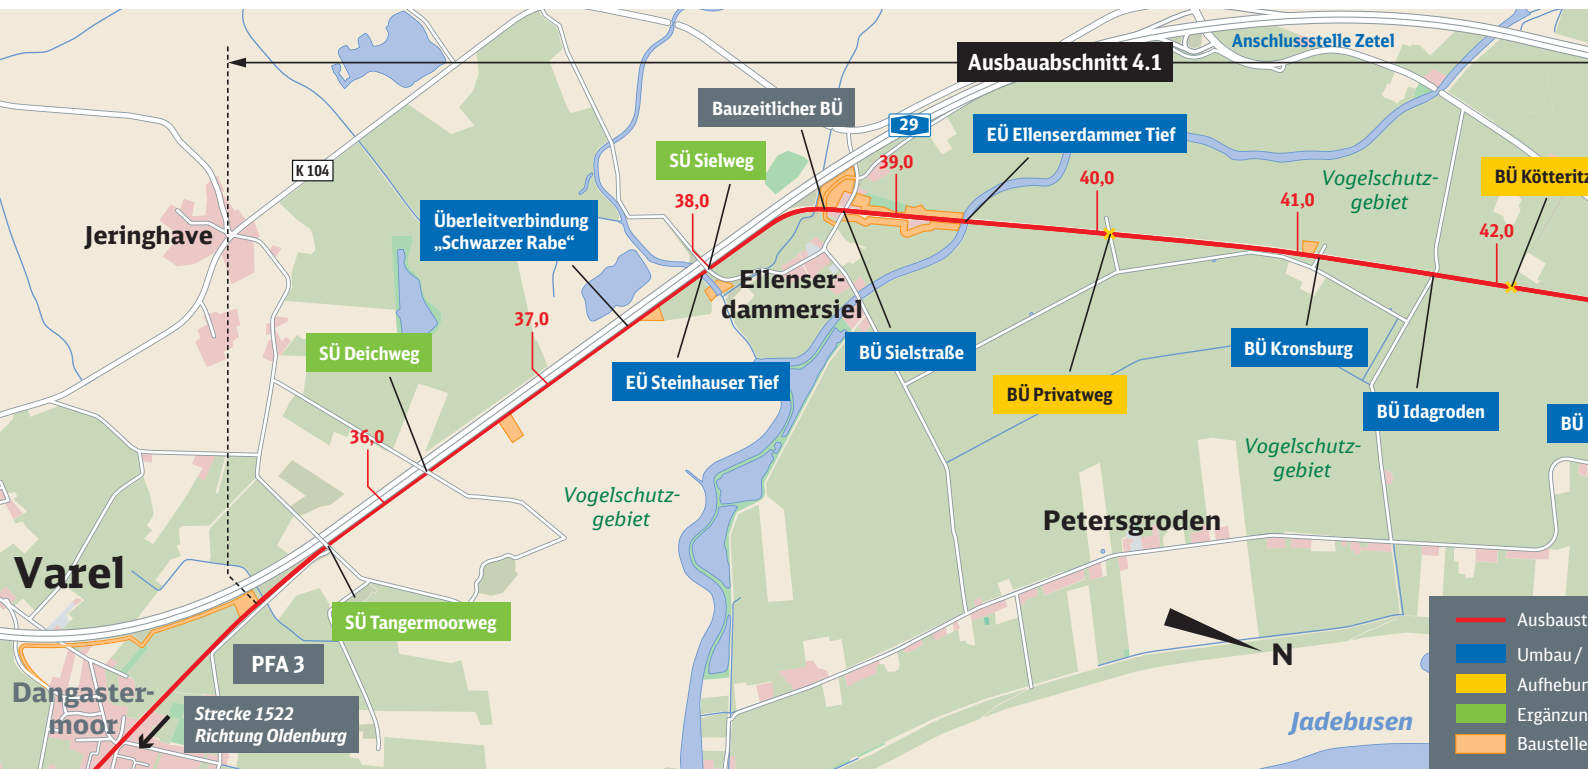 Anschlussstelle Zetel
Ausbauabschnitt 4.1
Bauzeitlicher BÜ
29
EÜ Ellenserdammer Tief
K 104
SÜ Sielweg
39,0
40,0
Vogelschutz-
gebiet
BÜ Kötteritz
38,0
41,0
42,0
Jeringhave
Überleitverbindung
„Schwarzer Rabe“
Ellenser-
dammersiel
37,0
SÜ Deichweg
EÜ Steinhauser Tief
BÜ Sielstraße
BÜ Kronsburg
BÜ Privatweg
BÜ Idagroden
BÜ
36,0
Vogelschutz-
gebiet
Vogelschutz-
gebiet
Petersgroden
Varel
SÜ Tangermoorweg
PFA 3
N
Dangaster-
moor
Strecke 1522
Richtung Oldenburg
Jadebusen
Ausbaust
Umbau /
Aufhebun
Ergänzun
Baustelle